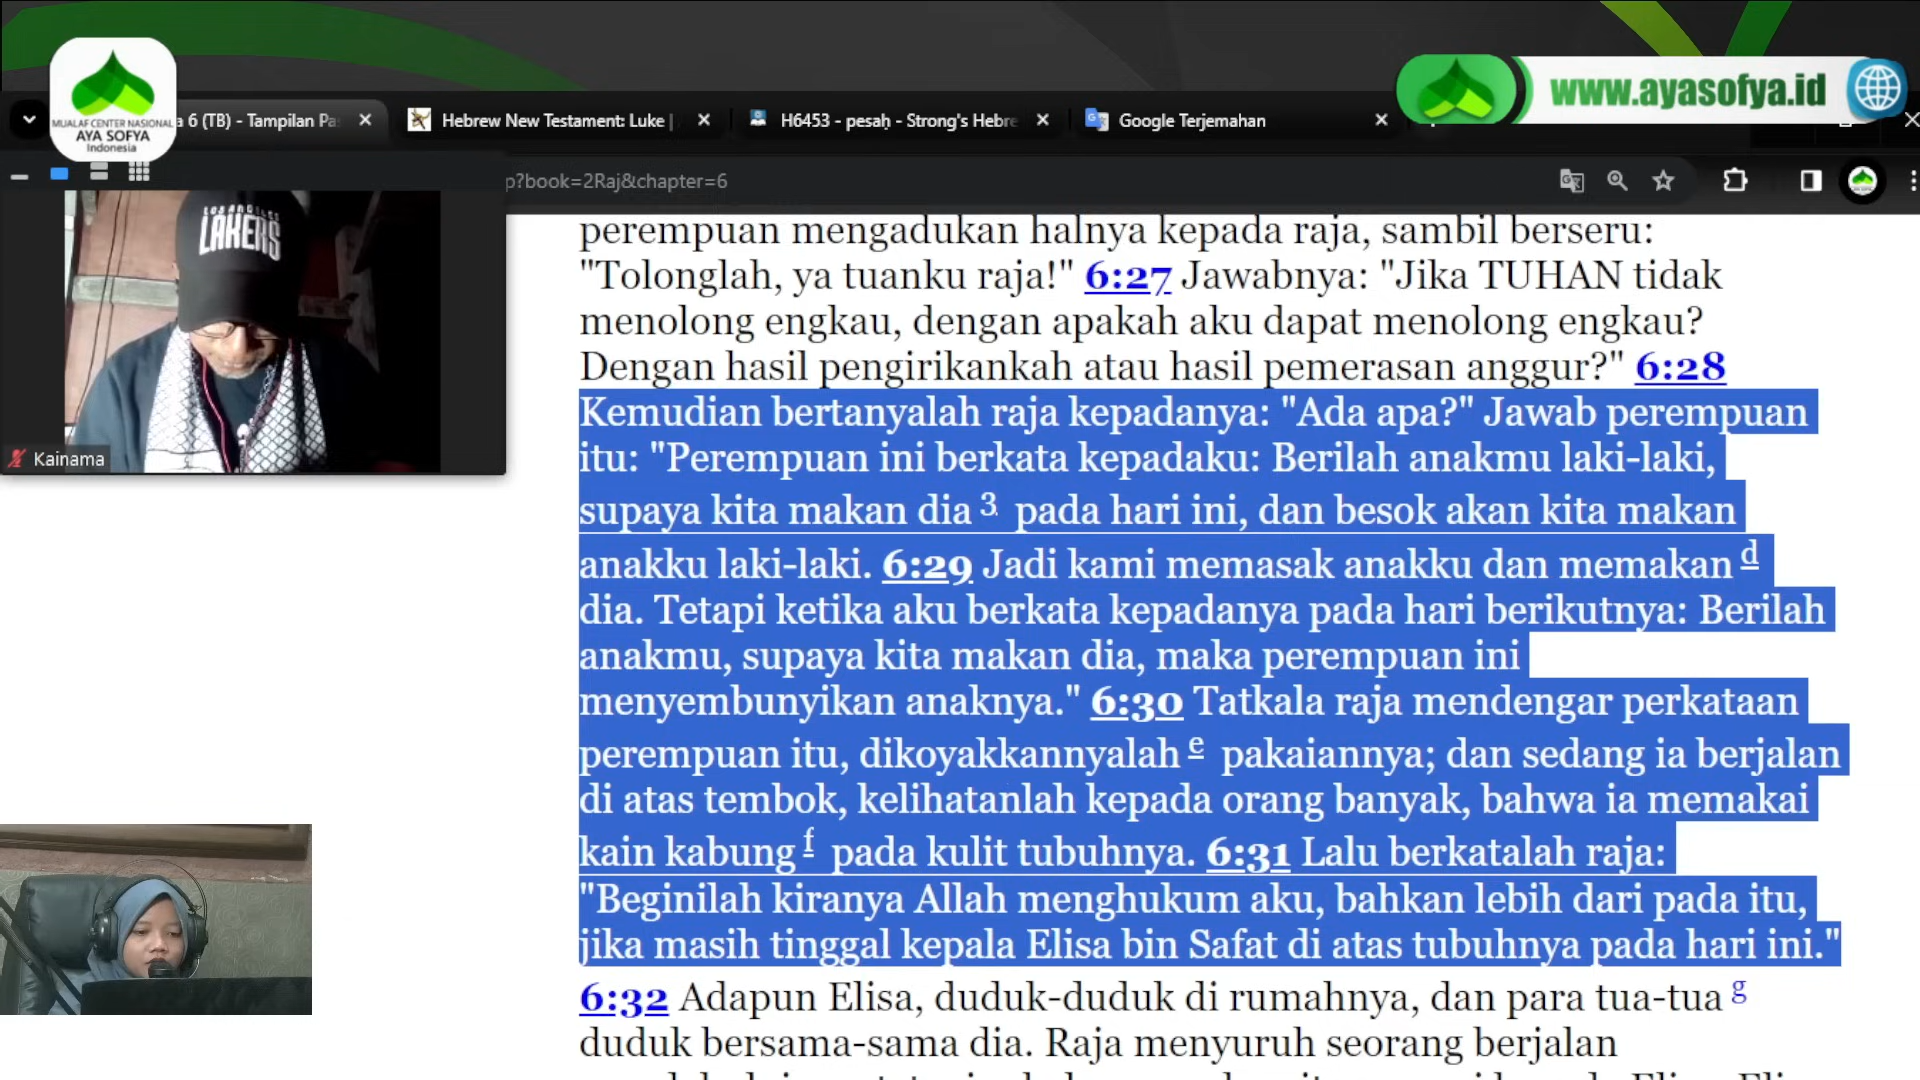 www.ayasofya.id
MUALAF CENTER NASIONAL
AYA SOFYA
Indonesia
a 6 (TB) - Tampilan Pa
Hebrew New Testament: Luke |
H6453 - pesaḥ - Strong's Hebre
Google Terjemahan
p?book=2Raj&chapter=6
LOS ANGELES
LAKERS
Kainama
perempuan mengadukan halnya kepada raja, sambil berseru:
"Tolonglah, ya tuanku raja!" 6:27 Jawabnya: "Jika TUHAN tidak
menolong engkau, dengan apakah aku dapat menolong engkau?
Dengan hasil pengirikankah atau hasil pemerasan anggur?" 6:28
Kemudian bertanyalah raja kepadanya: "Ada apa?" Jawab perempuan
itu: "Perempuan ini berkata kepadaku: Berilah anakmu laki-laki,
supaya kita makan dia 3 pada hari ini, dan besok akan kita makan
anakku laki-laki. 6:29 Jadi kami memasak anakku dan memakan d
dia. Tetapi ketika aku berkata kepadanya pada hari berikutnya: Berilah
anakmu, supaya kita makan dia, maka perempuan ini
menyembunyikan anaknya." 6:30 Tatkala raja mendengar perkataan
perempuan itu, dikoyakkannyalah e pakaiannya; dan sedang ia berjalan
di atas tembok, kelihatanlah kepada orang banyak, bahwa ia memakai
kain kabung f pada kulit tubuhnya. 6:31 Lalu berkatalah raja:
"Beginilah kiranya Allah menghukum aku, bahkan lebih dari pada itu,
jika masih tinggal kepala Elisa bin Safat di atas tubuhnya pada hari ini."
6:32 Adapun Elisa, duduk-duduk di rumahnya, dan para tua-tua g
duduk bersama-sama dia. Raja menyuruh seorang berjalan